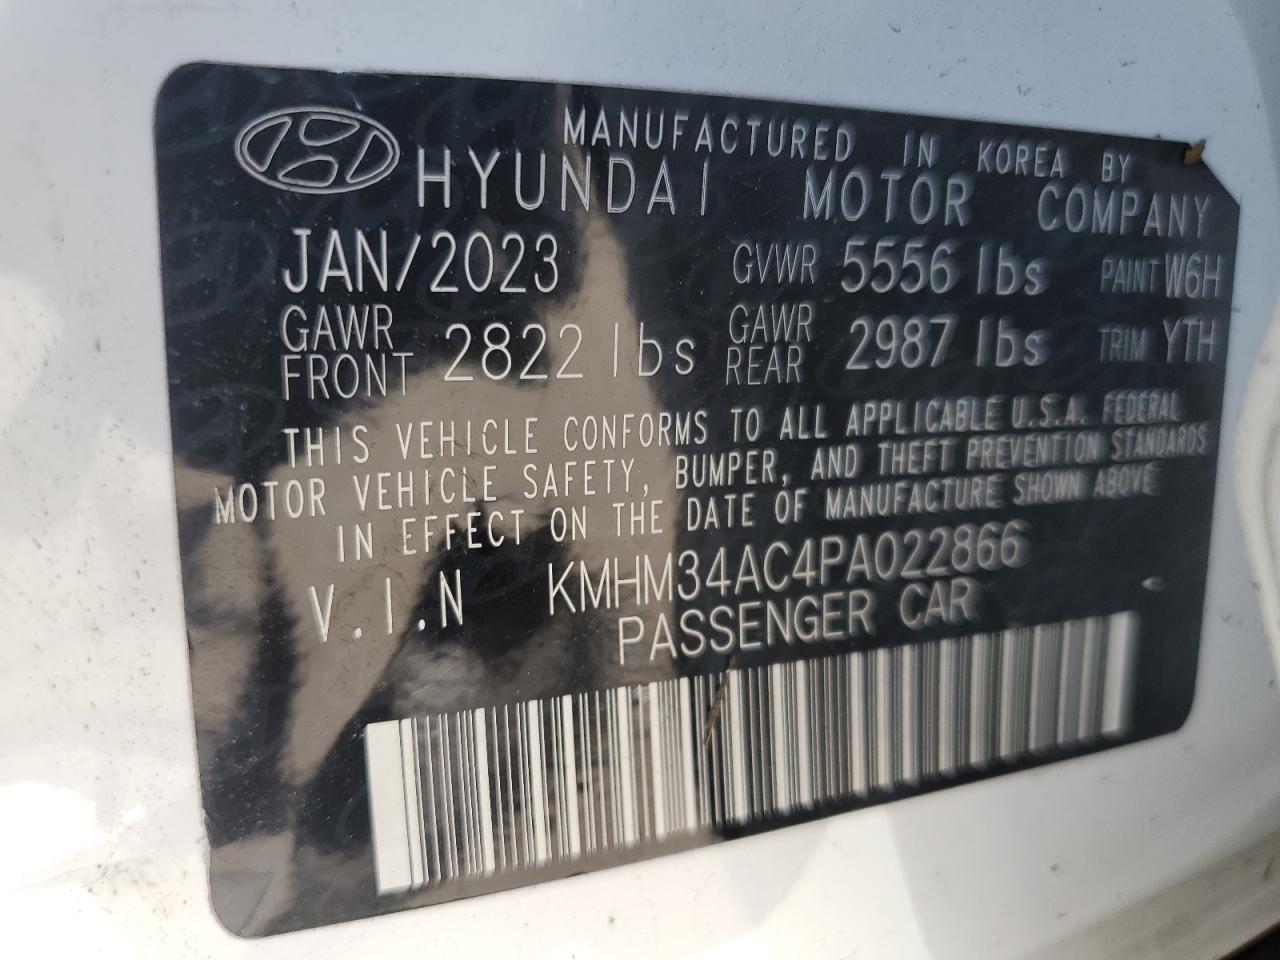 MANUFACTURED IN KOREA BY
HYUNDAI MOTOR COMPANY
JAN/2023 GVWR 5556 lbs PAINT W6H
GAWR FRONT 2822 lbs GAWR REAR 2987 lbs TRIM YTH
THIS VEHICLE CONFORMS TO ALL APPLICABLE U.S.A. FEDERAL
MOTOR VEHICLE SAFETY, BUMPER, AND THEFT PREVENTION STANDARDS
IN EFFECT ON THE DATE OF MANUFACTURE SHOWN ABOVE
V.I.N KMHM34AC4PA022866
PASSENGER CAR